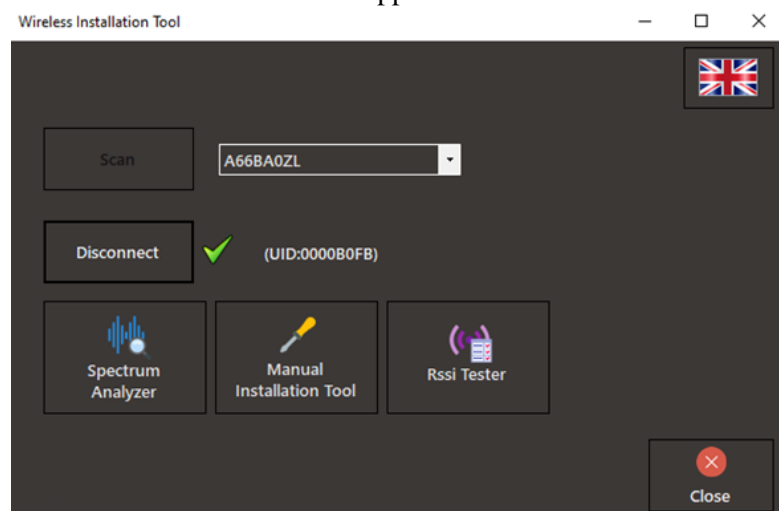 Wireless Installation Tool
Scan
A66BA0ZL
Disconnect
(UID:0000B0FB)
Spectrum
Analyzer
Manual
Installation Tool
Rssi Tester
Close